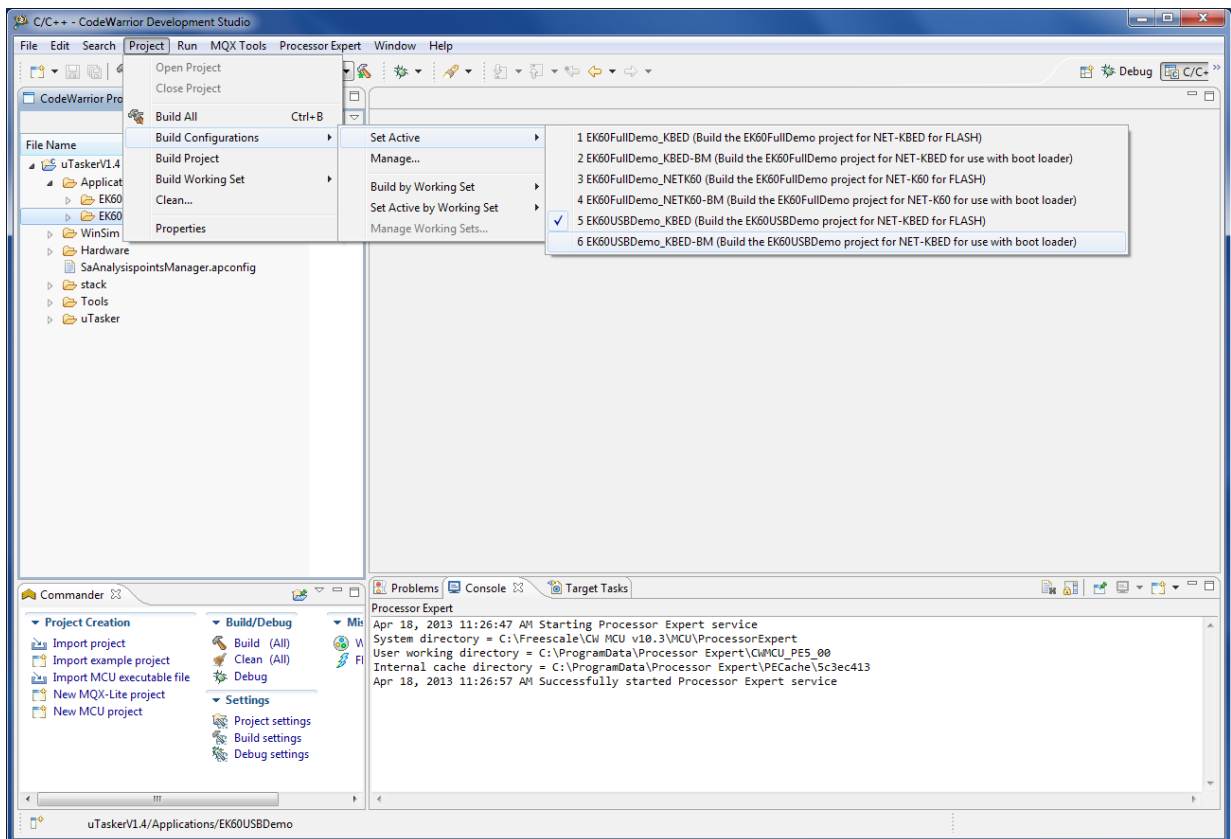 C/C++ - CodeWarrior Development Studio
File Edit Search Project Run MQX Tools Processor Expert Window Help
Debug C/C+ »
CodeWarrior Pro
File Name
uTaskerV1.4
Applicat
EK60
EK60
WinSim
Hardware
SaAnalysispointsManager.apconfig
stack
Tools
uTasker
Open Project
Close Project
Build All Ctrl+B
Build Configurations
Build Project
Build Working Set
Clean...
Properties
Set Active
Manage...
Build by Working Set
Set Active by Working Set
Manage Working Sets...
1 EK60FullDemo_KBED (Build the EK60FullDemo project for NET-KBED for FLASH)
2 EK60FullDemo_KBED-BM (Build the EK60FullDemo project for NET-KBED for use with boot loader)
3 EK60FullDemo_NETK60 (Build the EK60FullDemo project for NET-K60 for FLASH)
4 EK60FullDemo_NETK60-BM (Build the EK60FullDemo project for NET-K60 for use with boot loader)
5 EK60USBDemo_KBED (Build the EK60USBDemo project for NET-KBED for FLASH)
6 EK60USBDemo_KBED-BM (Build the EK60USBDemo project for NET-KBED for use with boot loader)
Commander
Project Creation
Import project
Import example project
Import MCU executable file
New MQX-Lite project
New MCU project
Build/Debug
Build (All)
Clean (All)
Debug
Settings
Project settings
Build settings
Debug settings
Mis
W
Fl
Problems Console Target Tasks
Processor Expert
Apr 18, 2013 11:26:47 AM Starting Processor Expert service
System directory = C:\Freescale\CW MCU v10.3\MCU\ProcessorExpert
User working directory = C:\ProgramData\Processor Expert\CWMCU_PE5_00
Internal cache directory = C:\ProgramData\Processor Expert\PECache\5c3ec413
Apr 18, 2013 11:26:57 AM Successfully started Processor Expert service
uTaskerV1.4/Applications/EK60USBDemo